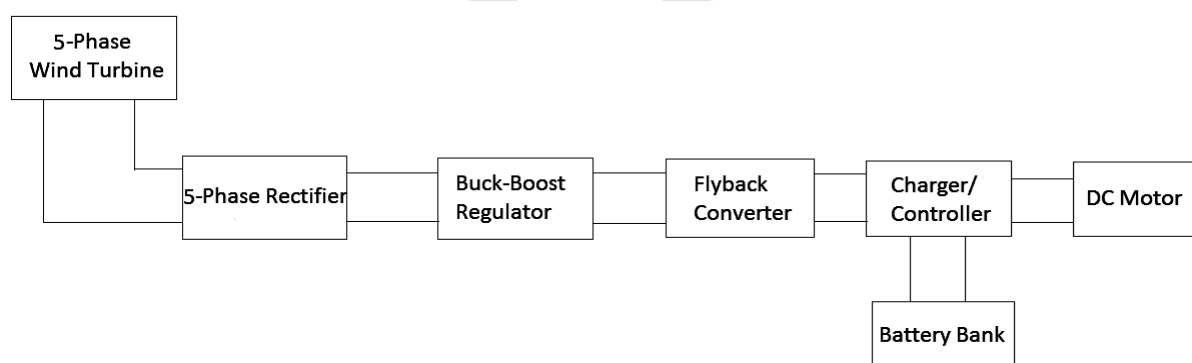 5-Phase
Wind Turbine
5-Phase Rectifier
Buck-Boost
Regulator
Flyback
Converter
Charger/
Controller
DC Motor
Battery Bank